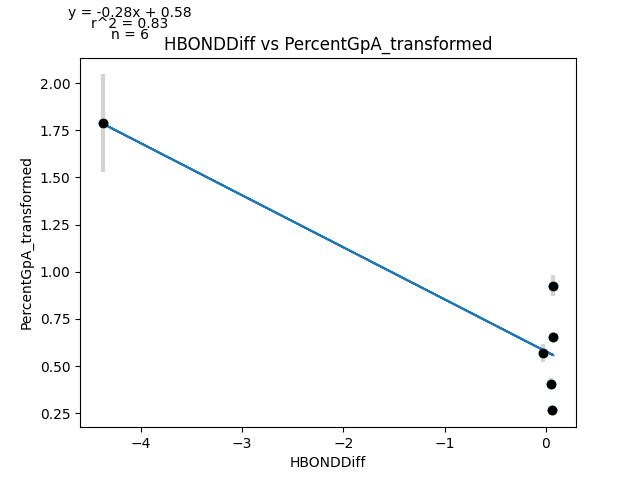 y = -0.28x + 0.58
r^2 = 0.83
n = 6
HBONDDiff vs PercentGpA_transformed
PercentGpA_transformed
2.00
1.75
1.50
1.25
1.00
0.75
0.50
0.25
−4
−3
−2
−1
0
HBONDDiff